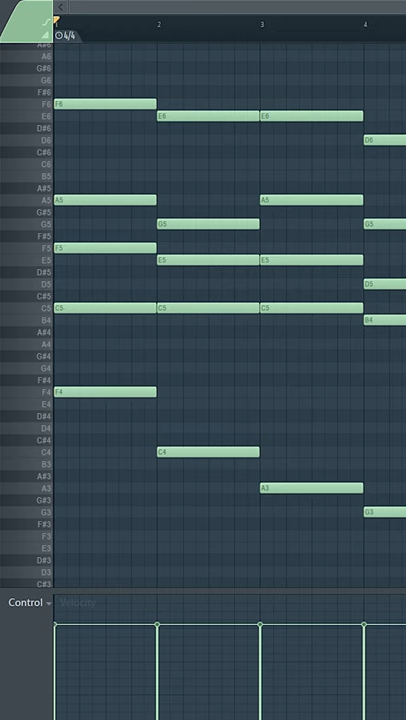 1 2 3 4
4/4
A#6
A6
G#6
G6
F#6
F6 F6
E6 E6 E6
D#6
D6 D6
C#6
C6
B5
A#5
A5 A5 A5
G#5
G5 G5 G5
F#5
F5 F5
E5 E5 E5
D#5
D5 D5
C#5
C5 C5 C5 C5
B4 B4
A#4
A4
G#4
G4
F#4
F4 F4
E4
D#4
D4
C#4
C4 C4
B3
A#3
A3 A3
G#3
G3 G3
F#3
F3
E3
D#3
D3
C#3
Control Velocity